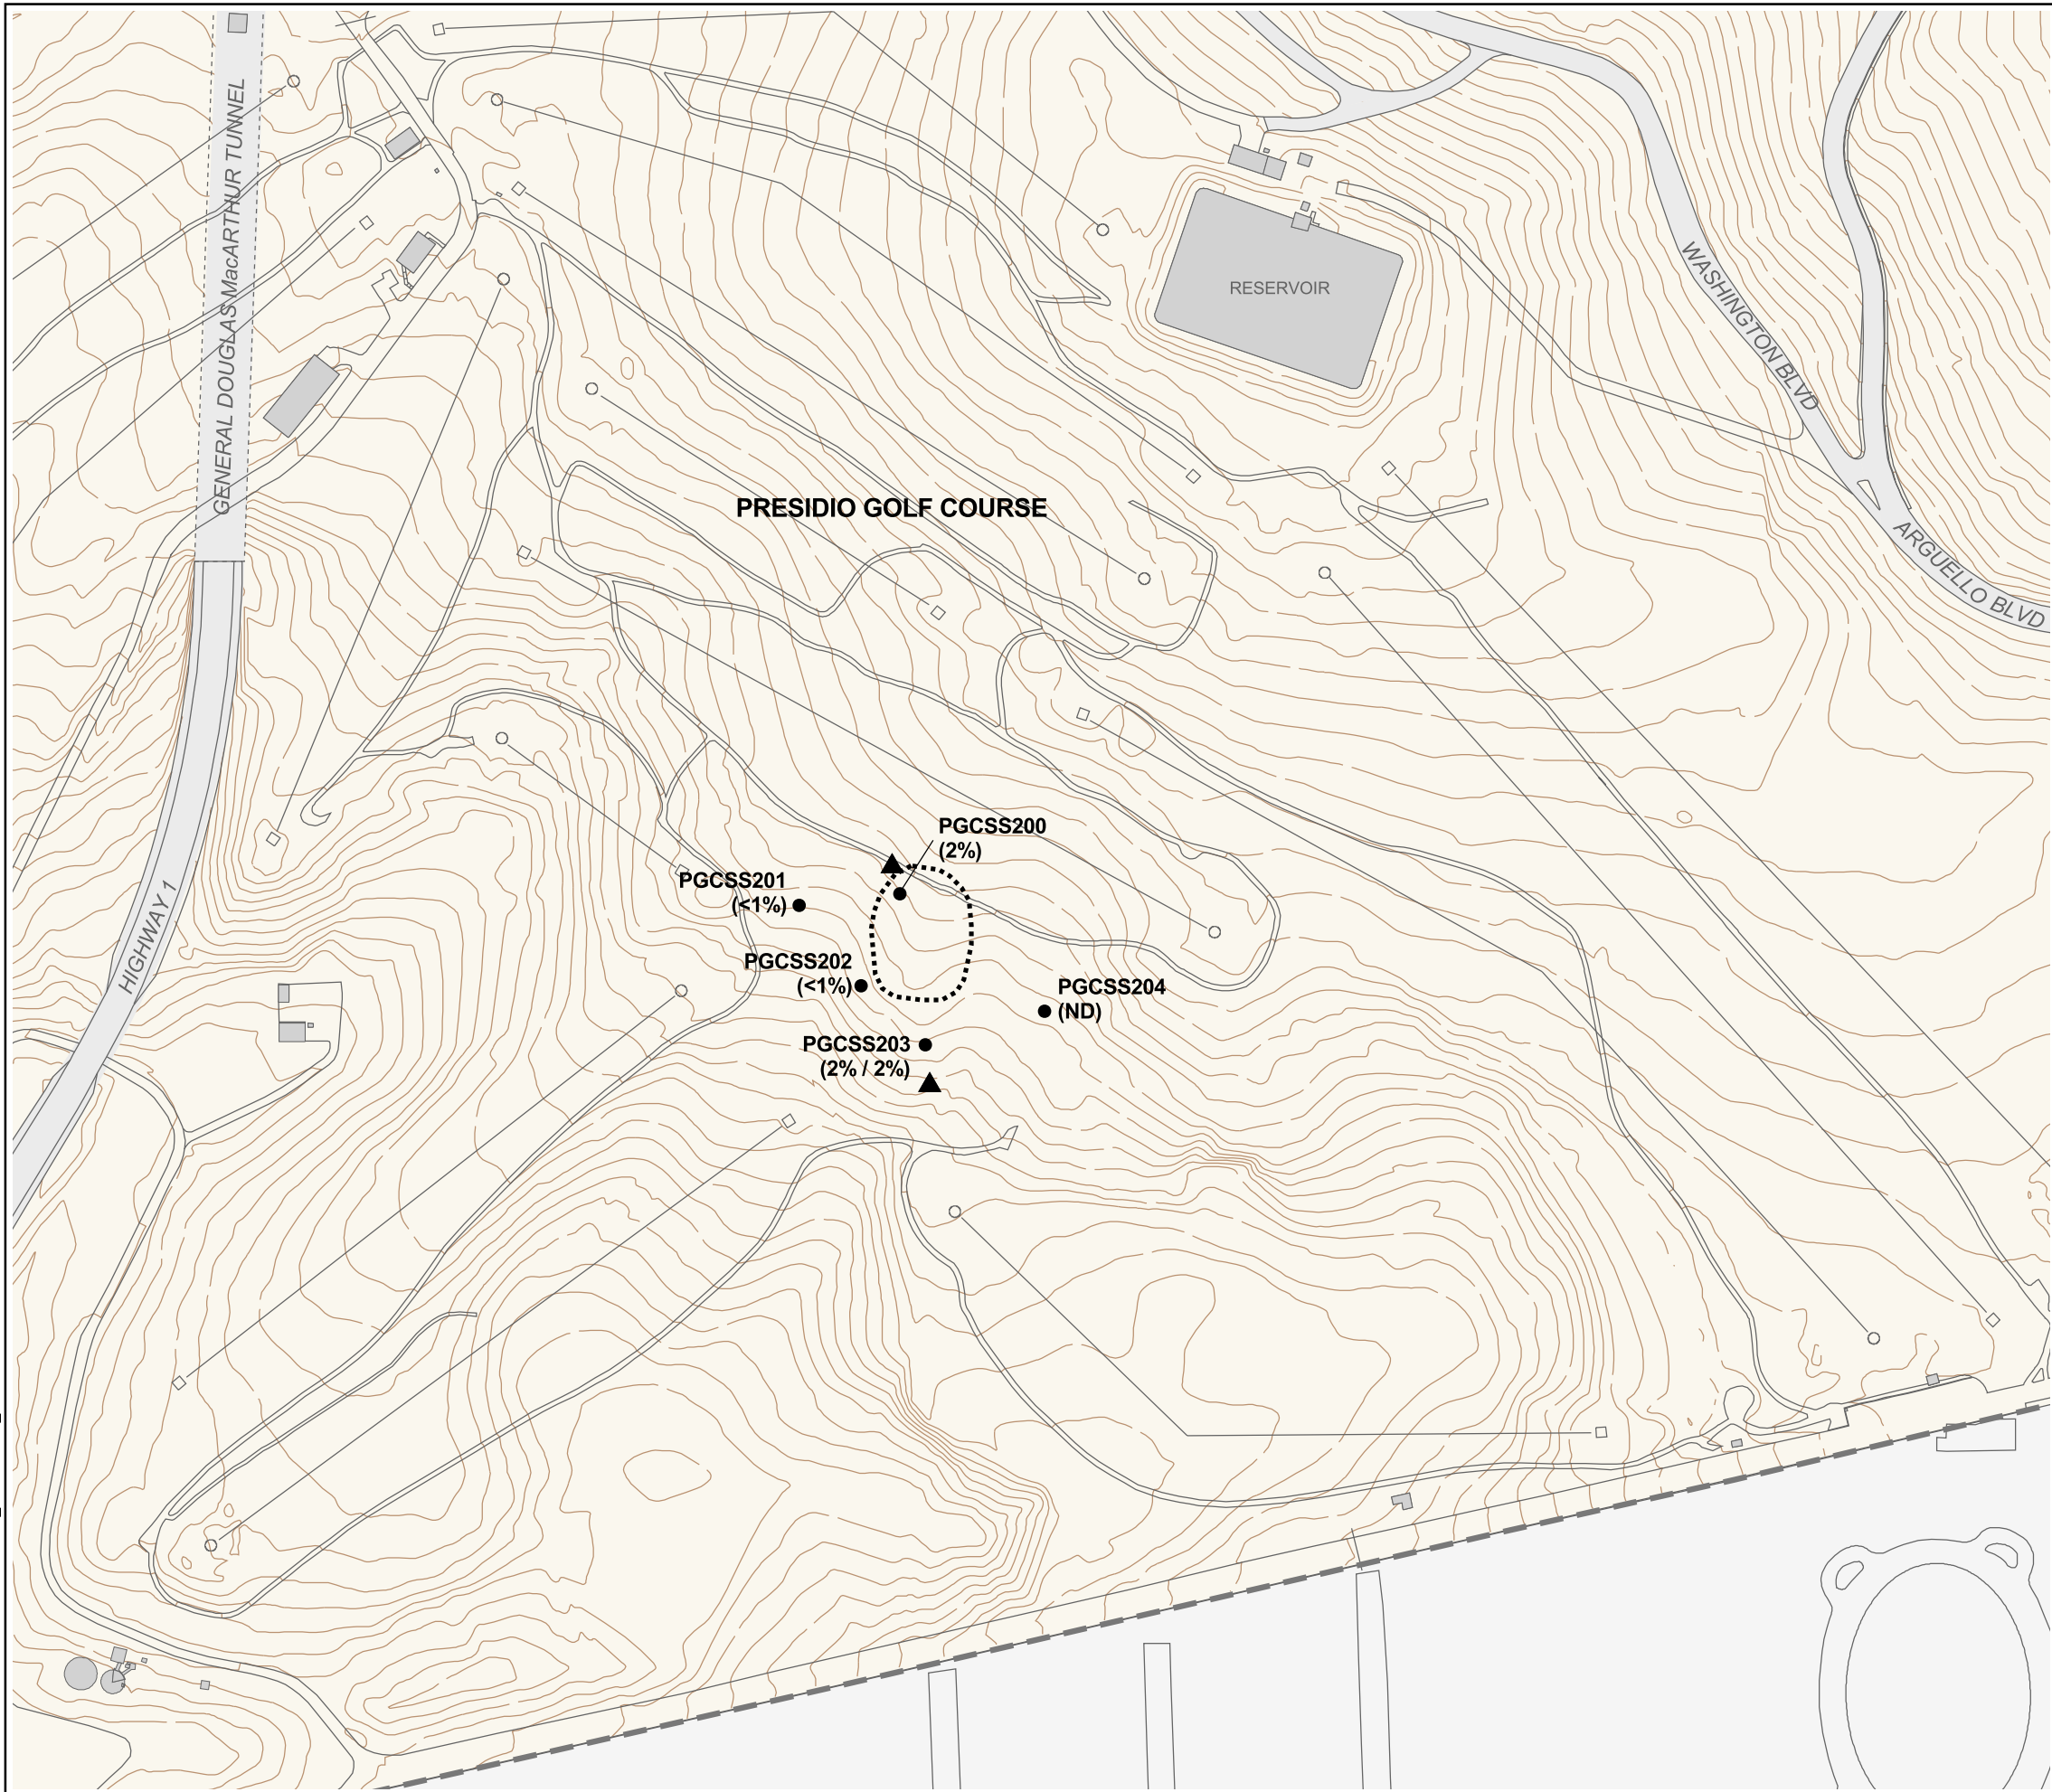 GENERAL DOUGLAS MacARTHUR TUNNEL
RESERVOIR
WASHINGTON BLVD
PRESIDIO GOLF COURSE
ARGUELLO BLVD
PGCSS200
(2%)
PGCSS201
(<1%)
HIGHWAY 1
PGCSS202
(<1%)
PGCSS204
(ND)
PGCSS203
(2% / 2%)